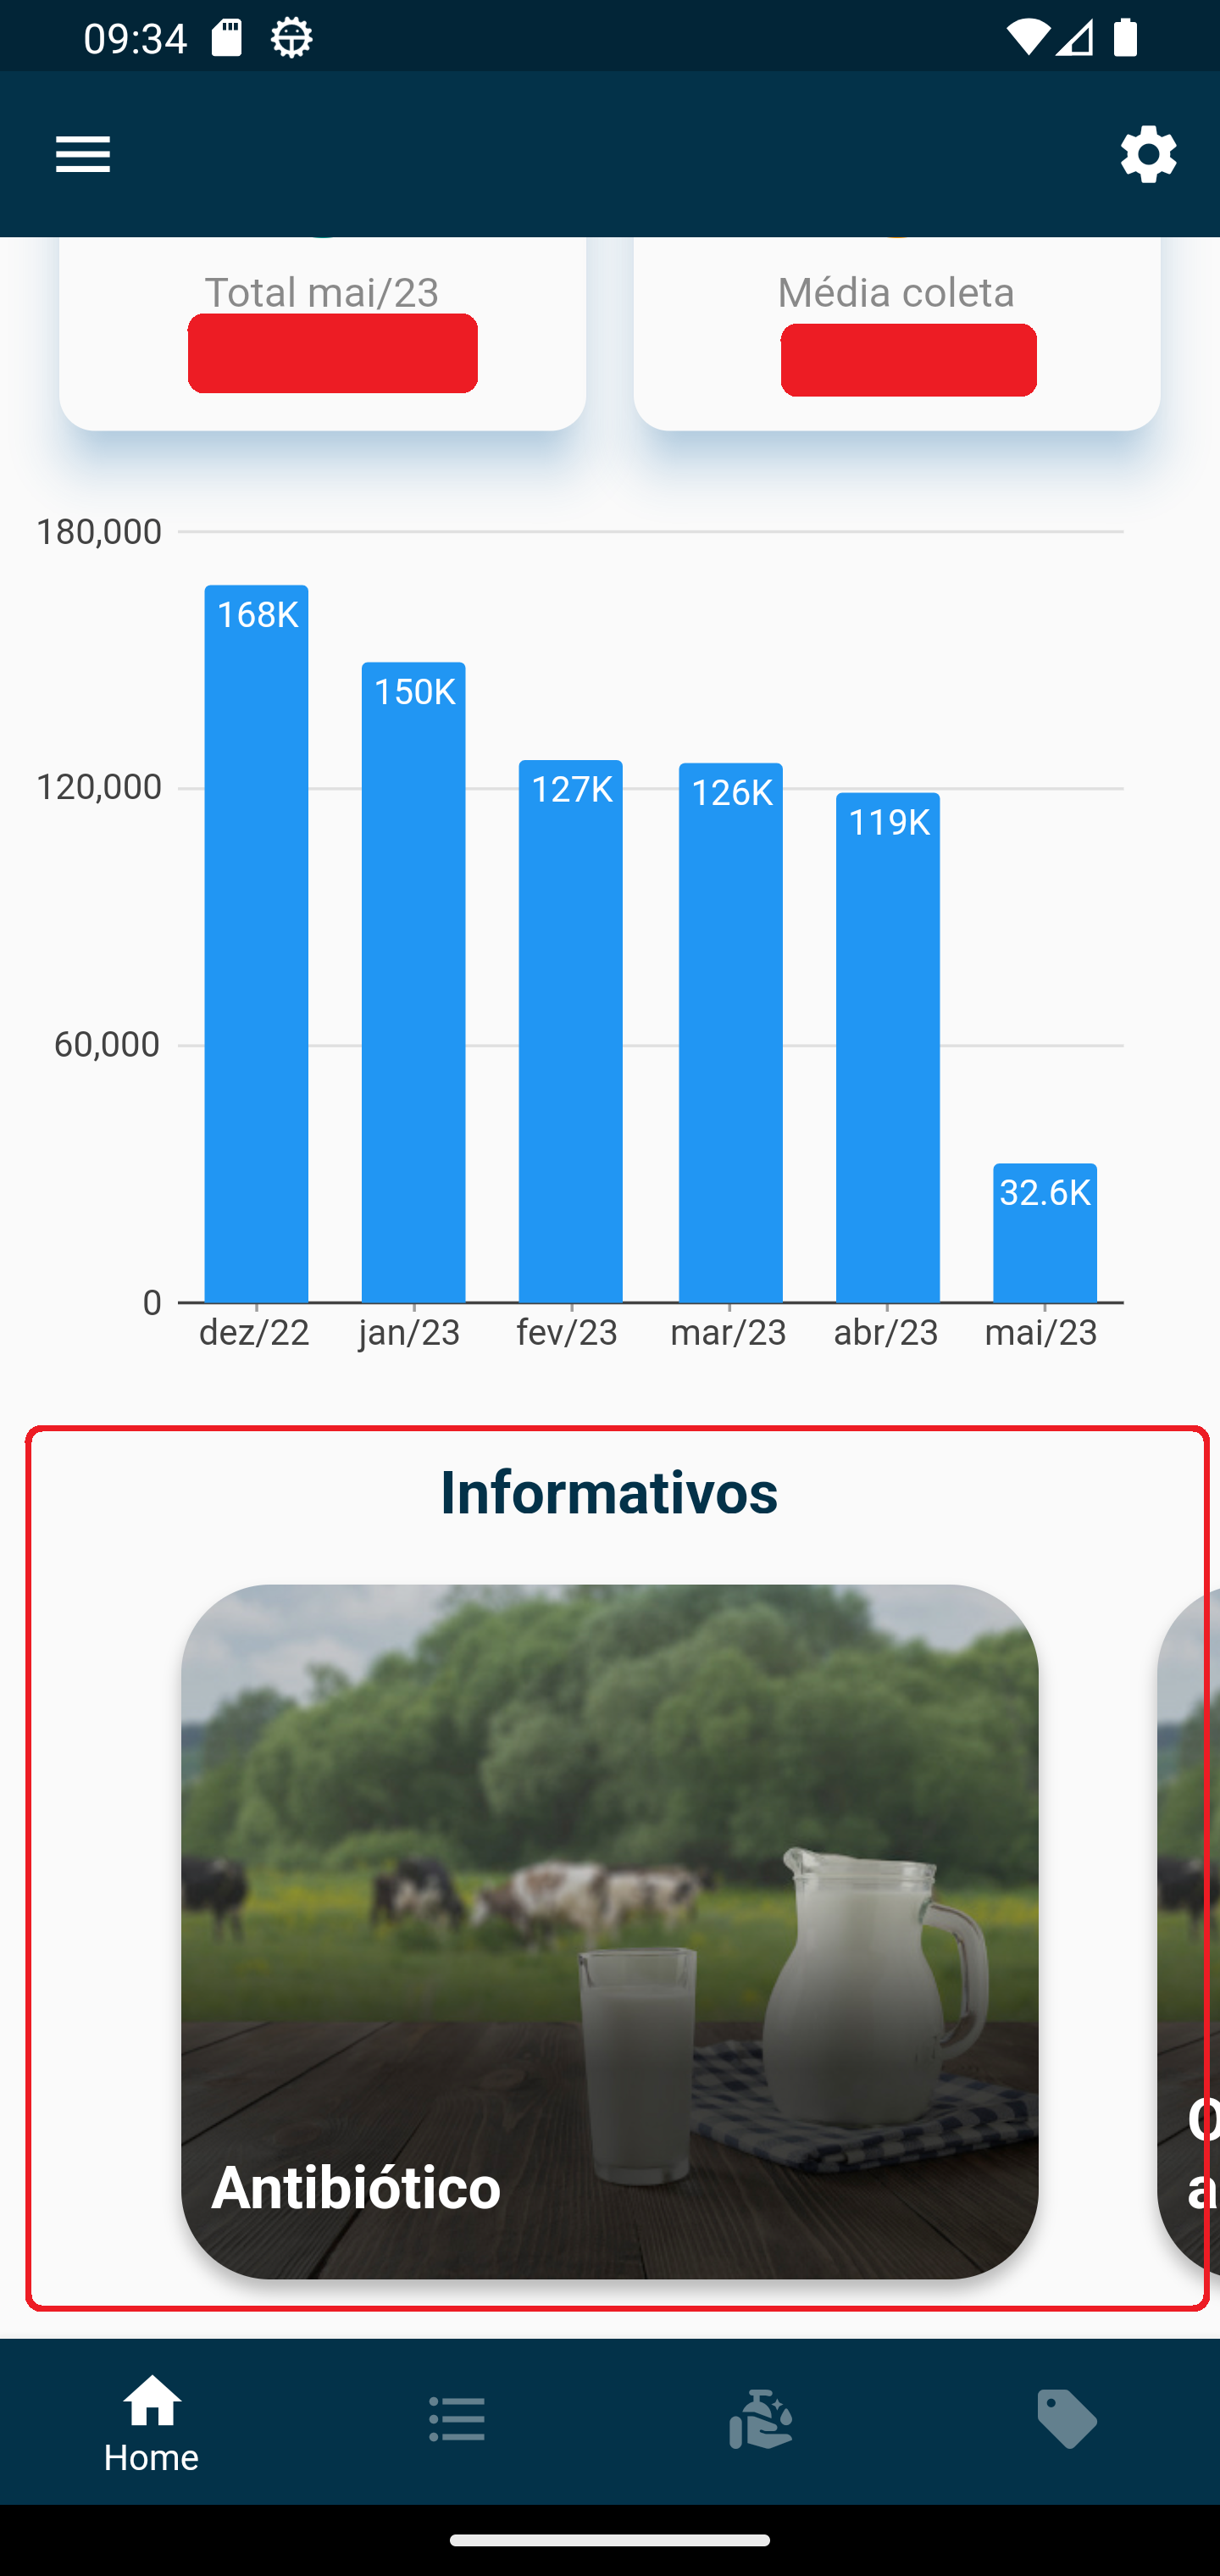 09:34
Total mai/23
Média coleta
180,000
168K
150K
127K
126K
119K
32.6K
120,000
60,000
0
dez/22 jan/23 fev/23 mar/23 abr/23 mai/23
Informativos
Antibiótico
a
Home